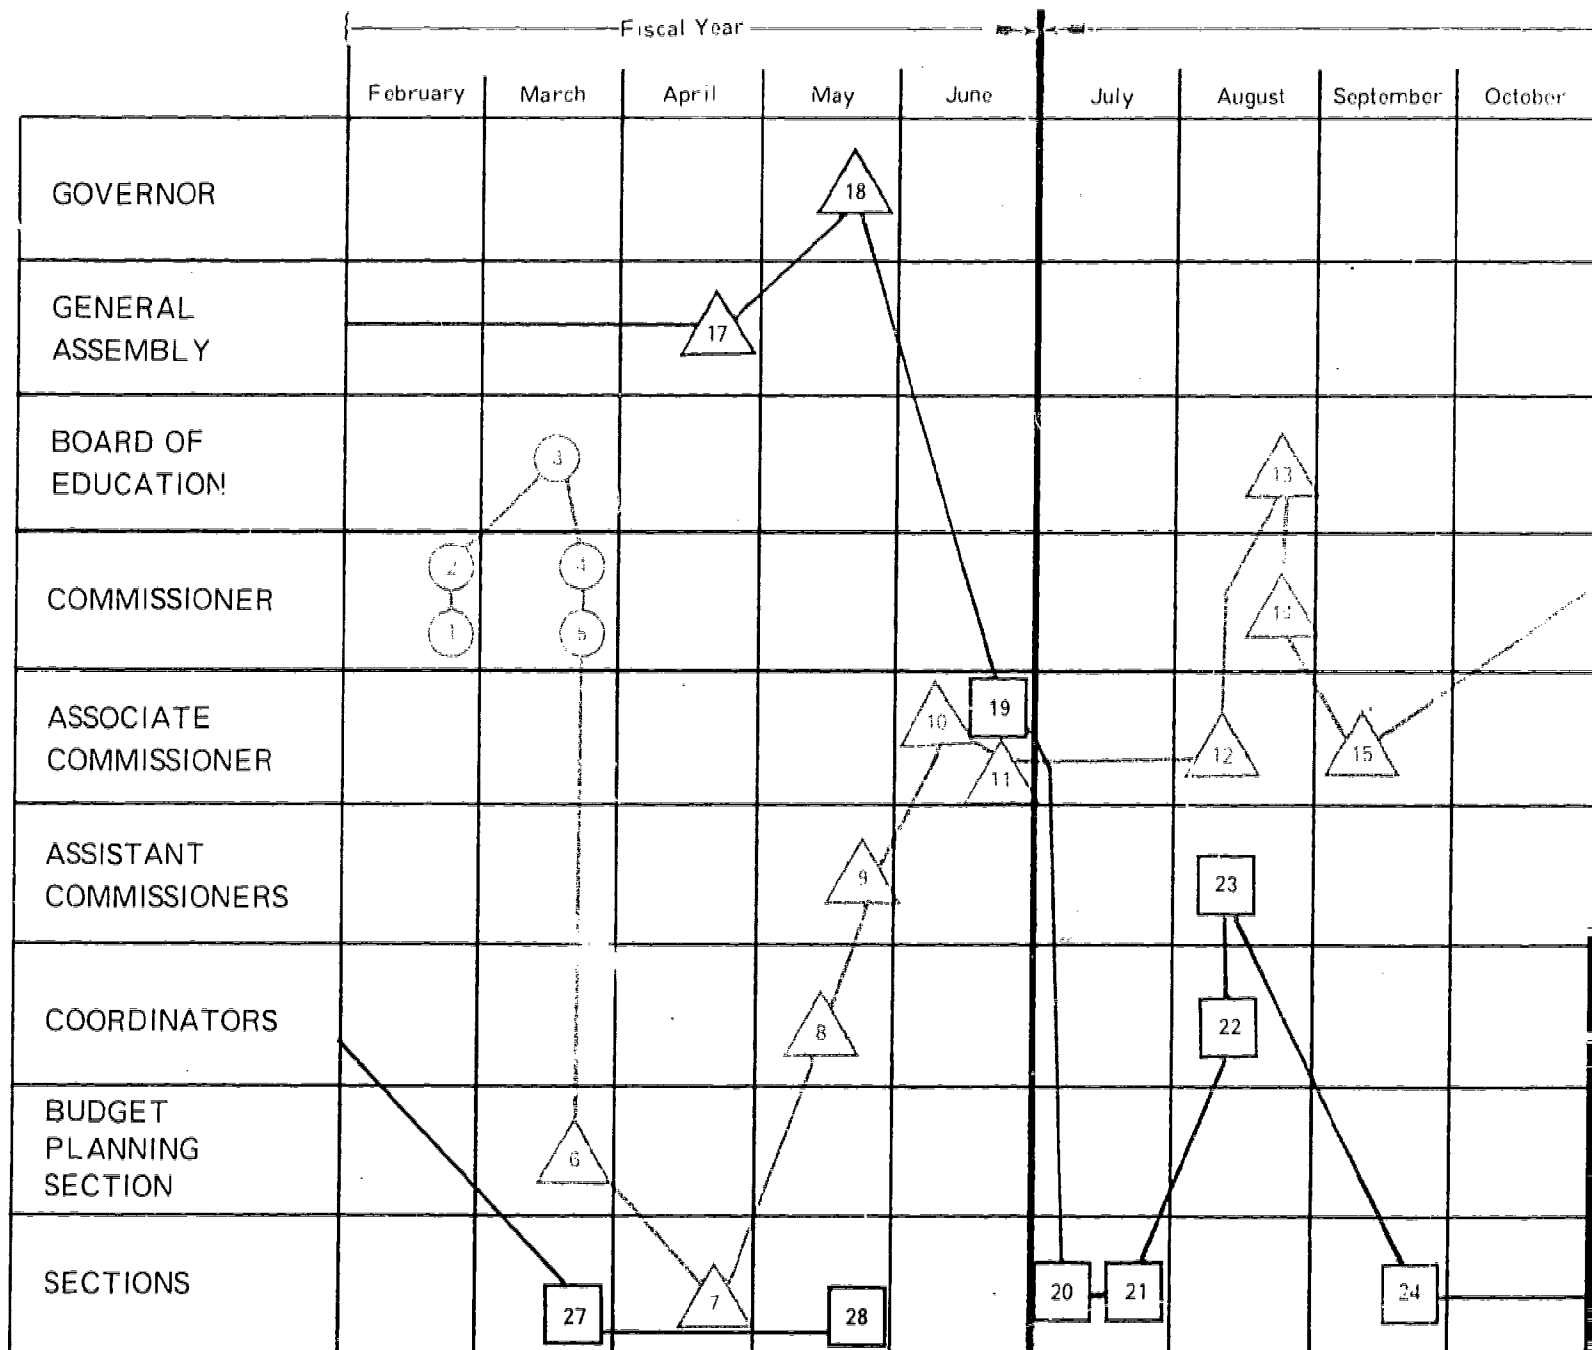 Fiscal Year
February March April May June July August September October
GOVERNOR
18
GENERAL
ASSEMBLY
17
BOARD OF
EDUCATION
3
13
COMMISSIONER
2 4
14
1 5
ASSOCIATE
COMMISSIONER
10 19
11 12 15
ASSISTANT
COMMISSIONERS
9 23
COORDINATORS
8 22
BUDGET
PLANNING
SECTION
6
SECTIONS
27 7 28 20 21 24